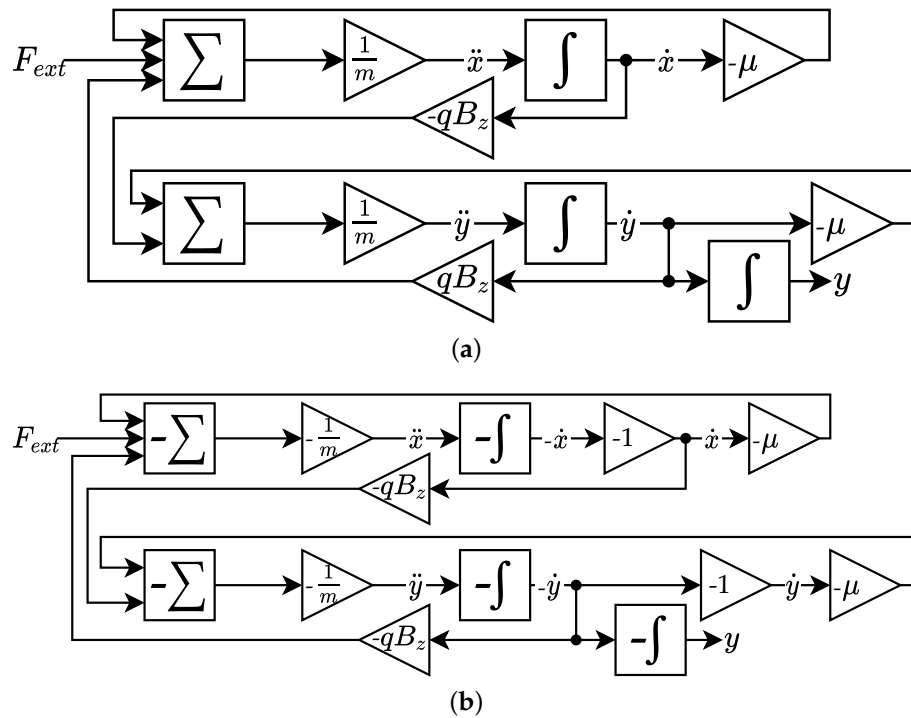 F_ext ∑ 1/m ẍ ∫ ẋ -μ
-qB_z
∑ 1/m ÿ ∫ ẏ -μ
qB_z ∫ y
(a)
F_ext -∑ -1/m ẍ -∫ -ẋ -1 ẋ -μ
-qB_z
-∑ -1/m ÿ -∫ -ẏ -1 ẏ -μ
-qB_z -∫ y
(b)